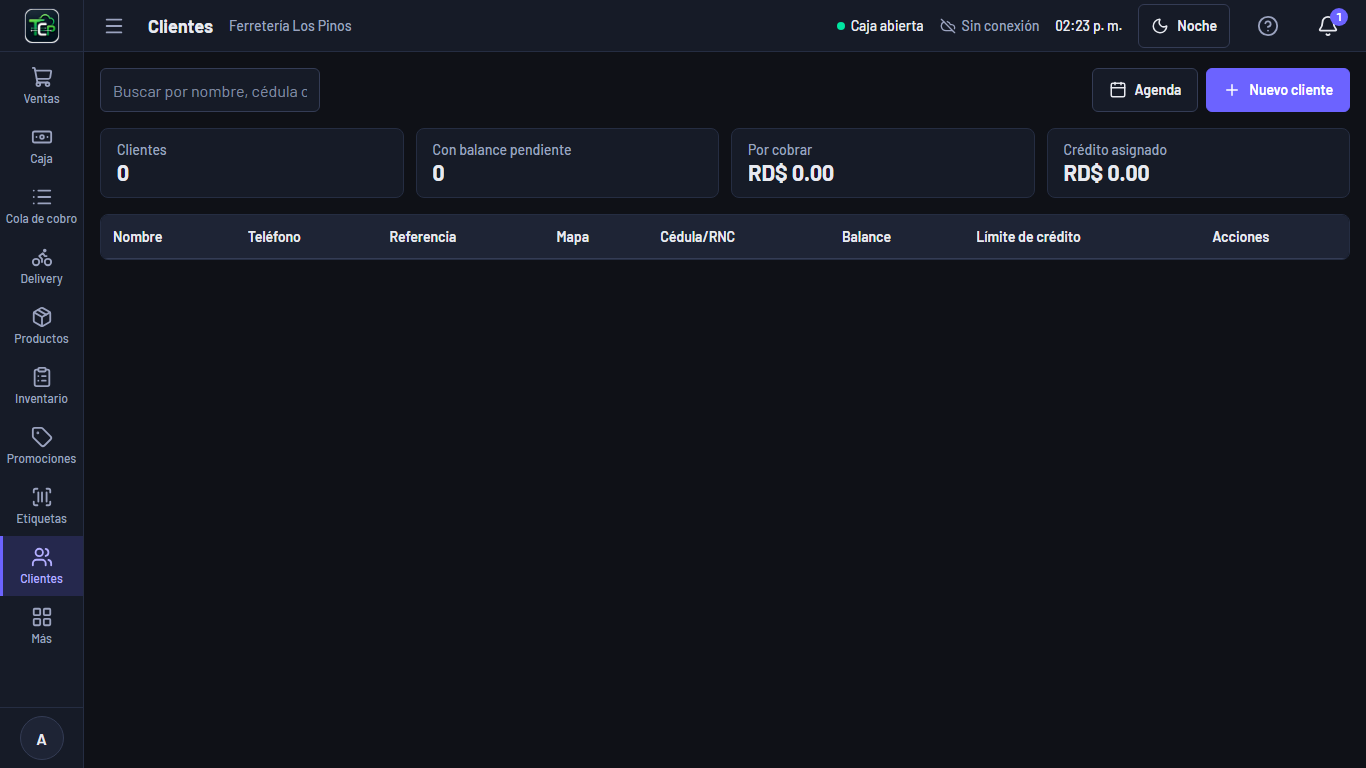 TCP
Clientes
Ferretería Los Pinos
Caja abierta
Sin conexión
02:23 p. m.
Noche
1
Ventas
Caja
Cola de cobro
Delivery
Productos
Inventario
Promociones
Etiquetas
Clientes
Más
A
Buscar por nombre, cédula
Agenda
Nuevo cliente
Clientes
0
Con balance pendiente
0
Por cobrar
RD$ 0.00
Crédito asignado
RD$ 0.00
Nombre Teléfono Referencia Mapa Cédula/RNC Balance Límite de crédito Acciones